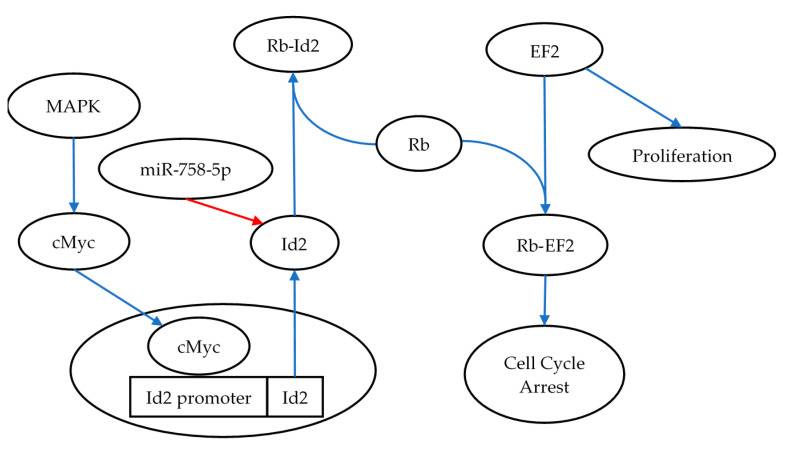 Rb-Id2
EF2
MAPK
Rb
miR-758-5p
Proliferation
cMyc
Id2
Rb-EF2
cMyc
Cell Cycle
Arrest
Id2 promoter
Id2